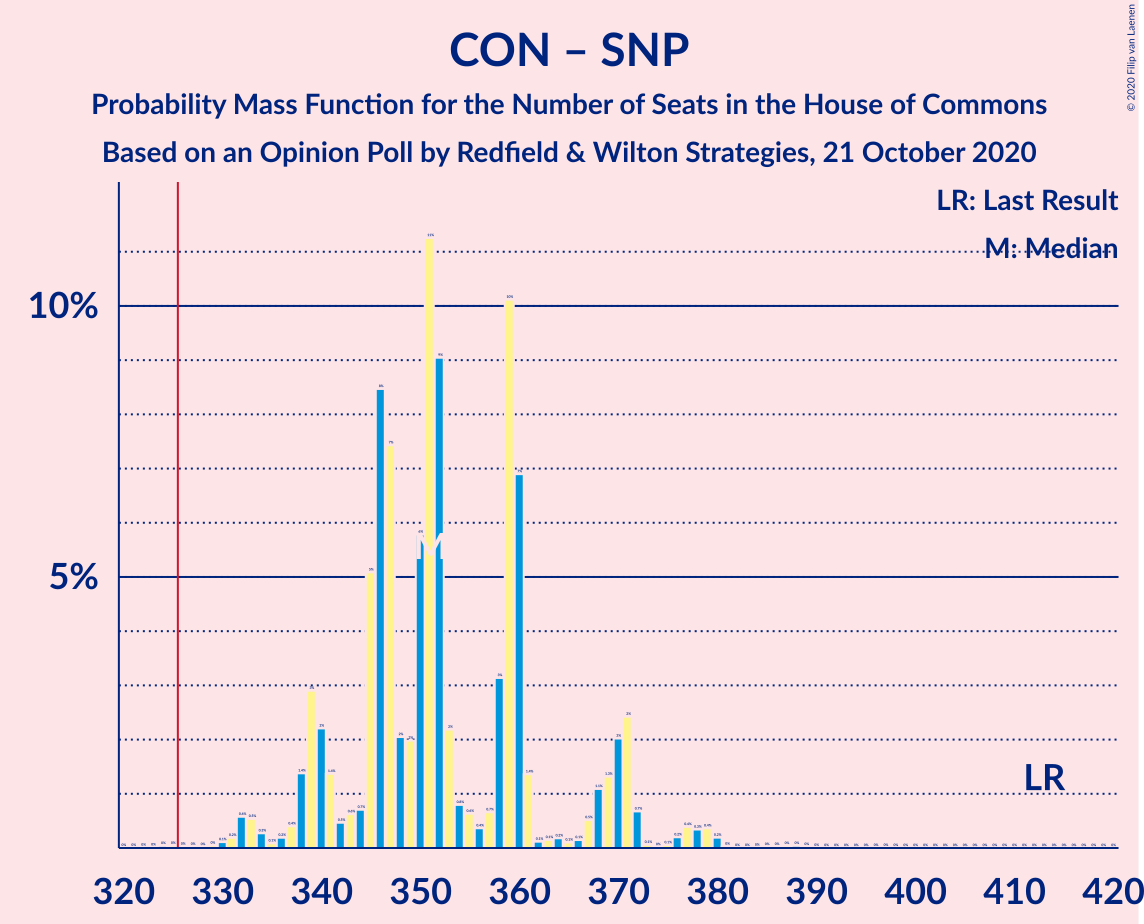 CON – SNP
Probability Mass Function for the Number of Seats in the House of Commons
Based on an Opinion Poll by Redfield & Wilton Strategies, 21 October 2020
© 2020 Filip van Laenen
LR: Last Result
M: Median
10%
5%
M
LR
320 330 340 350 360 370 380 390 400 410 420